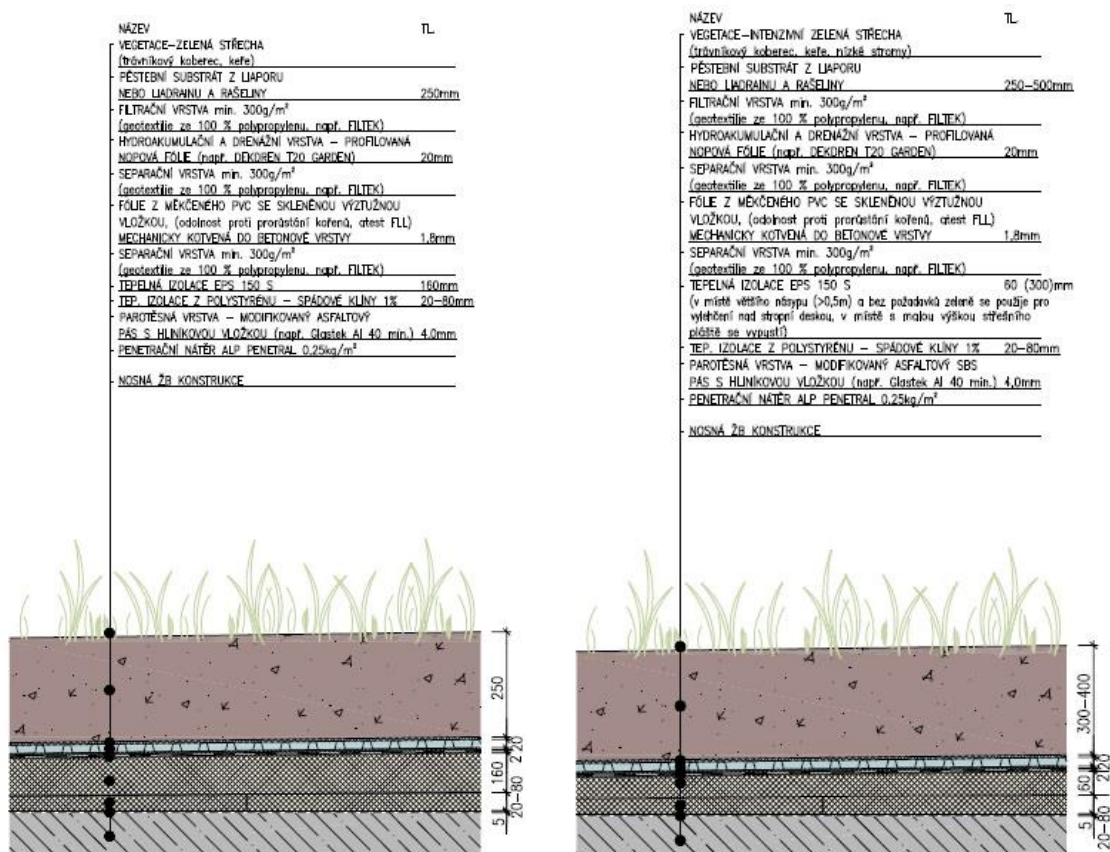 NÁZEV TL.
VEGETACE-ZELENÁ STŘECHA
(trávníkový koberec, keře)
PĚSTEBNÍ SUBSTRÁT Z LIAPORU
NEBO LIADRAINU A RAŠELINY 250mm
FILTRAČNÍ VRSTVA min. 300g/m²
(geotextilie ze 100 % polypropylenu, např. FILTEK)
HYDROAKUMULAČNÍ A DRENÁŽNÍ VRSTVA – PROFILOVANÁ
NOPOVÁ FÓLIE (např. DEKDREN T20 GARDEN) 20mm
SEPARAČNÍ VRSTVA min. 300g/m²
(geotextilie ze 100 % polypropylenu, např. FILTEK)
FÓLIE Z MĚKČENÉHO PVC SE SKLENĚNOU VÝZTUŽNOU
VLOŽKOU, (odolnost proti prorůstání kořenů, atest FLL)
MECHANICKY KOTVENÁ DO BETONOVÉ VRSTVY 1,8mm
SEPARAČNÍ VRSTVA min. 300g/m²
(geotextilie ze 100 % polypropylenu, např. FILTEK)
TEPELNÁ IZOLACE EPS 150 S 160mm
TEP. IZOLACE Z POLYSTYRÉNU – SPÁDOVÉ KLÍNY 1% 20-80mm
PAROTĚSNÁ VRSTVA – MODIFIKOVANÝ ASFALTOVÝ
PÁS S HLINÍKOVOU VLOŽKOU (např. Glastek Al 40 min.) 4.0mm
PENETRAČNÍ NÁTĚR ALP PENETRAL 0,25kg/m²
NOSNÁ ŽB KONSTRUKCE
250
20
160
20-80
5
NÁZEV TL.
VEGETACE-INTENZIVNÍ ZELENÁ STŘECHA
(trávníkový koberec, keře, nízké stromy)
PĚSTEBNÍ SUBSTRÁT Z LIAPORU
NEBO LIADRAINU A RAŠELINY 250-500mm
FILTRAČNÍ VRSTVA min. 300g/m²
(geotextilie ze 100 % polypropylenu, např. FILTEK)
HYDROAKUMULAČNÍ A DRENÁŽNÍ VRSTVA – PROFILOVANÁ
NOPOVÁ FÓLIE (např. DEKDREN T20 GARDEN) 20mm
SEPARAČNÍ VRSTVA min. 300g/m²
(geotextilie ze 100 % polypropylenu, např. FILTEK)
FÓLIE Z MĚKČENÉHO PVC SE SKLENĚNOU VÝZTUŽNOU
VLOŽKOU, (odolnost proti prorůstání kořenů, atest FLL)
MECHANICKY KOTVENÁ DO BETONOVÉ VRSTVY 1,8mm
SEPARAČNÍ VRSTVA min. 300g/m²
(geotextilie ze 100 % polypropylenu, např. FILTEK)
TEPELNÁ IZOLACE EPS 150 S 60 (300)mm
(v místě většího násypu (>0,5m) a bez požadavků zeleně se použije pro
vylehčení nad stropní deskou, v místě s malou výškou střešního
pláště se vypustí)
TEP. IZOLACE Z POLYSTYRÉNU – SPÁDOVÉ KLÍNY 1% 20-80mm
PAROTĚSNÁ VRSTVA – MODIFIKOVANÝ ASFALTOVÝ SBS
PÁS S HLINÍKOVOU VLOŽKOU (např. Glastek Al 40 min.) 4,0mm
PENETRAČNÍ NÁTĚR ALP PENETRAL 0,25kg/m²
NOSNÁ ŽB KONSTRUKCE
300-400
20
2
60
20-80
5